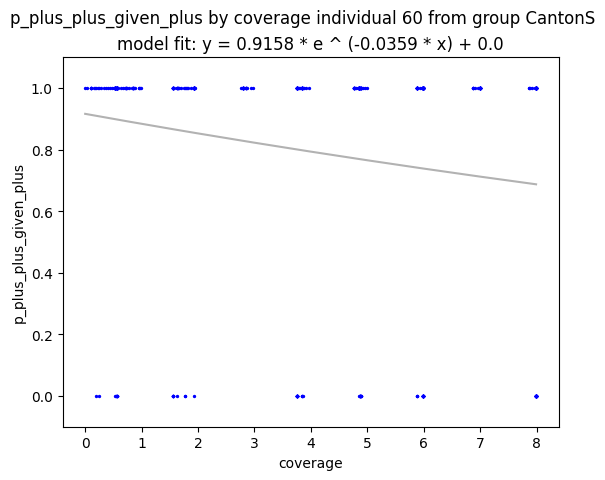 p_plus_plus_given_plus by coverage individual 60 from group CantonS
model fit: y = 0.9158 * e ^ (-0.0359 * x) + 0.0
1.0
0.8
0.6
0.4
0.2
0.0
p_plus_plus_given_plus
0 1 2 3 4 5 6 7 8
coverage